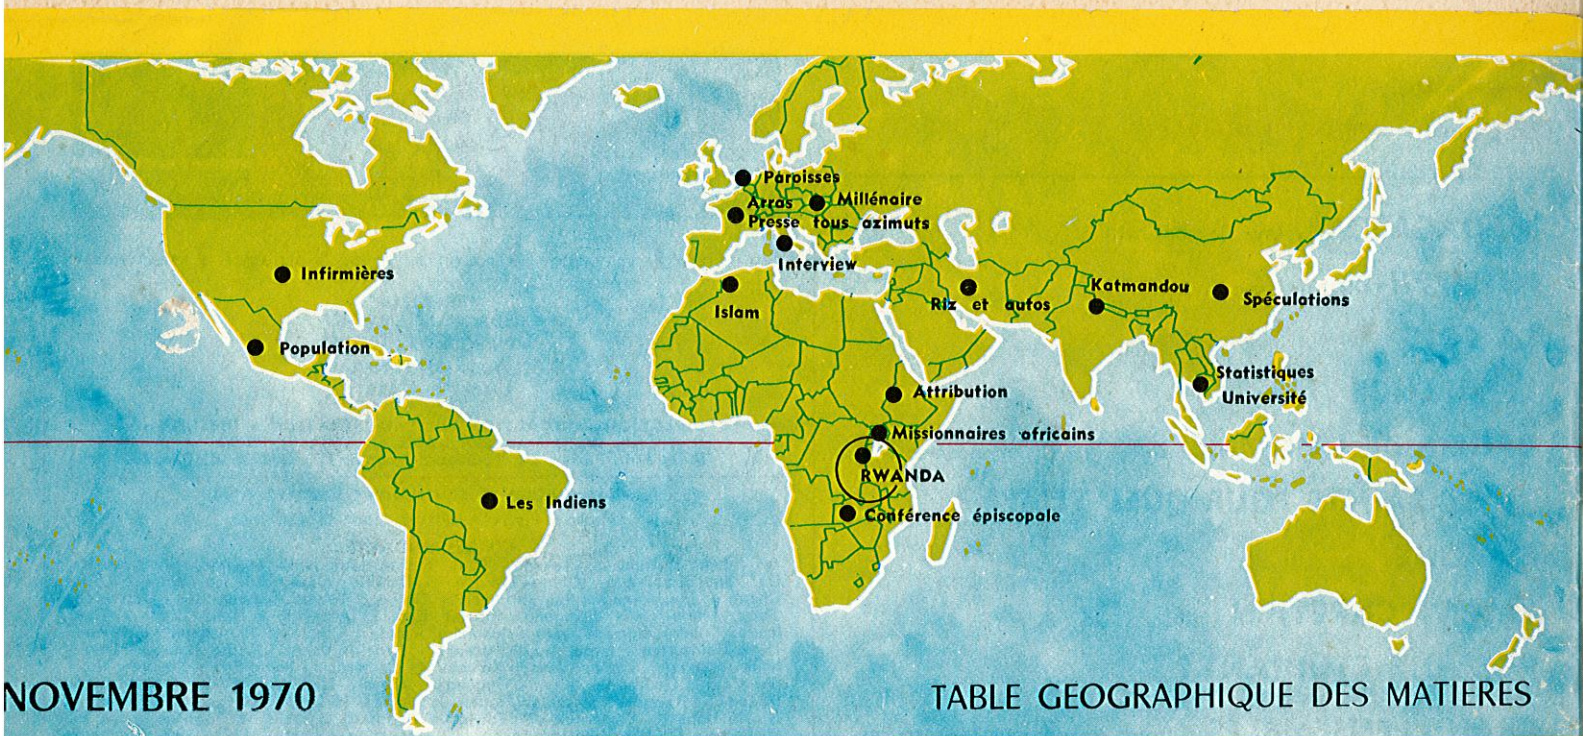 Paroisses
Arras
Millénaire
Presse tous azimuts
Interview
Infirmières
Islam
Riz et autos
Katmandou
Spéculations
Population
Statistiques
Université
Attribution
Missionnaires africains
RWANDA
Les Indiens
Conférence épiscopale
NOVEMBRE 1970
TABLE GEOGRAPHIQUE DES MATIERES